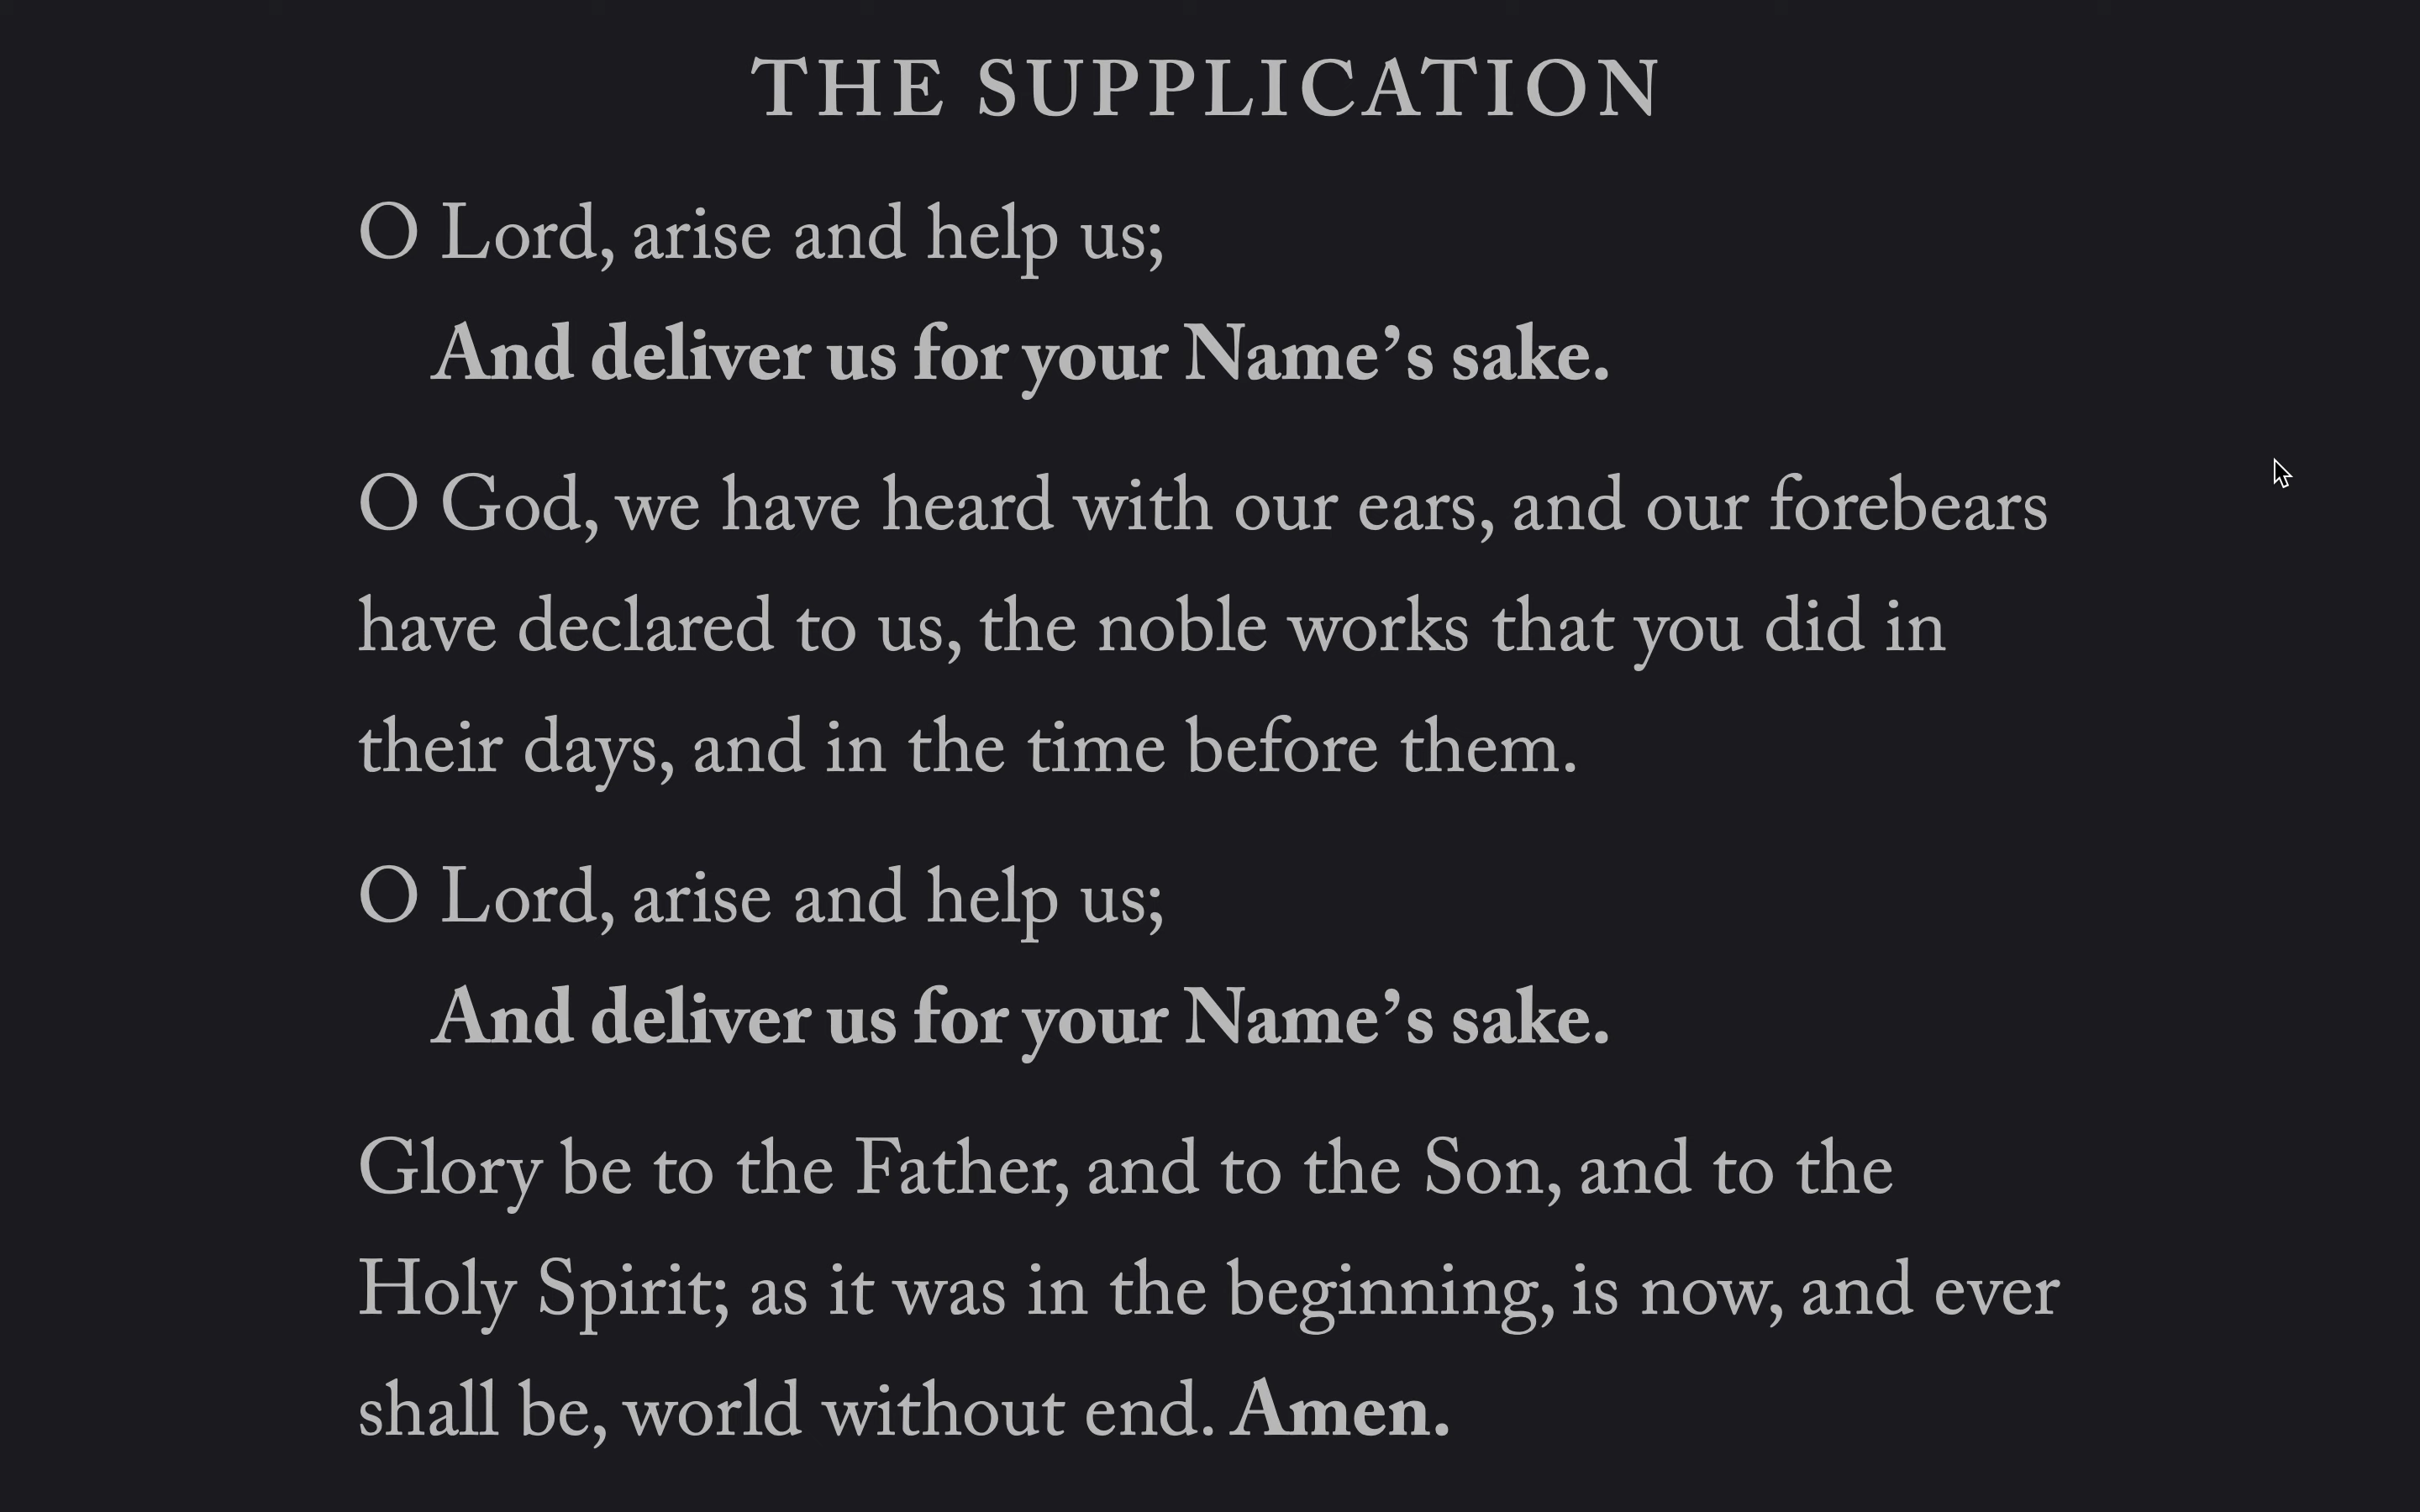 THE SUPPLICATION
O Lord, arise and help us;
And deliver us for your Name’s sake.
O God, we have heard with our ears, and our forebears
have declared to us, the noble works that you did in
their days, and in the time before them.
O Lord, arise and help us;
And deliver us for your Name’s sake.
Glory be to the Father, and to the Son, and to the
Holy Spirit; as it was in the beginning, is now, and ever
shall be, world without end. Amen.